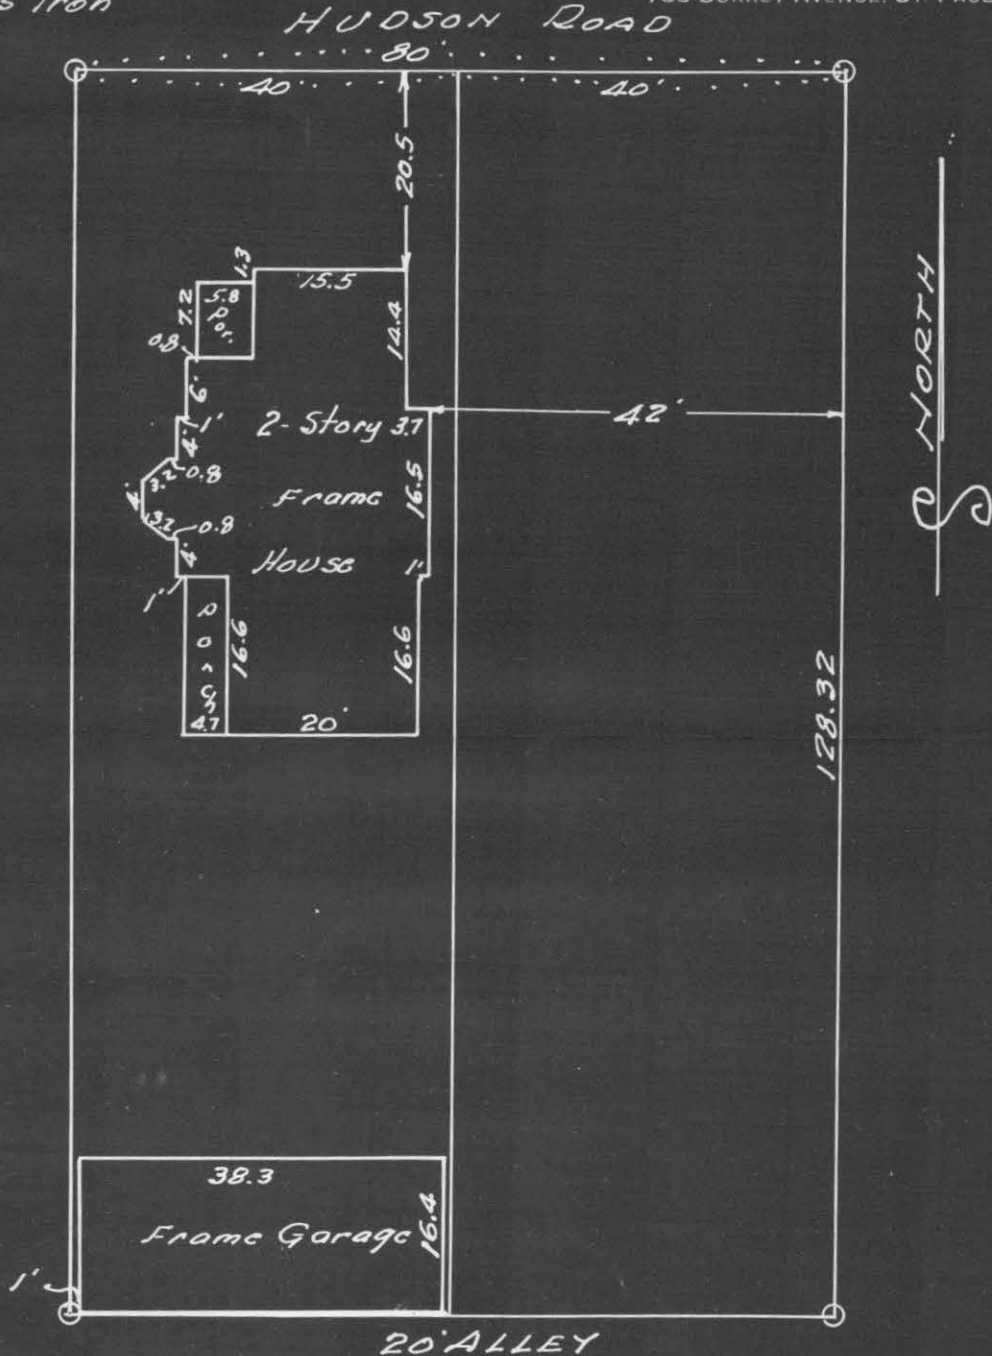 Iron
HUDSON ROAD
80'
40 40'
20.5
1.3
15.5
7.2 5.8
Por.
14.4
0.8
6'
1' 2-Story 3.7
42'
4'
0.8
3.2
4' Frame 16.5
3.2
0.8
4' House 1'
1'
Porch
16.6 16.6
4.7 20'
NORTH
S
128.32
38.3
Frame Garage 16.4
1'
20' ALLEY